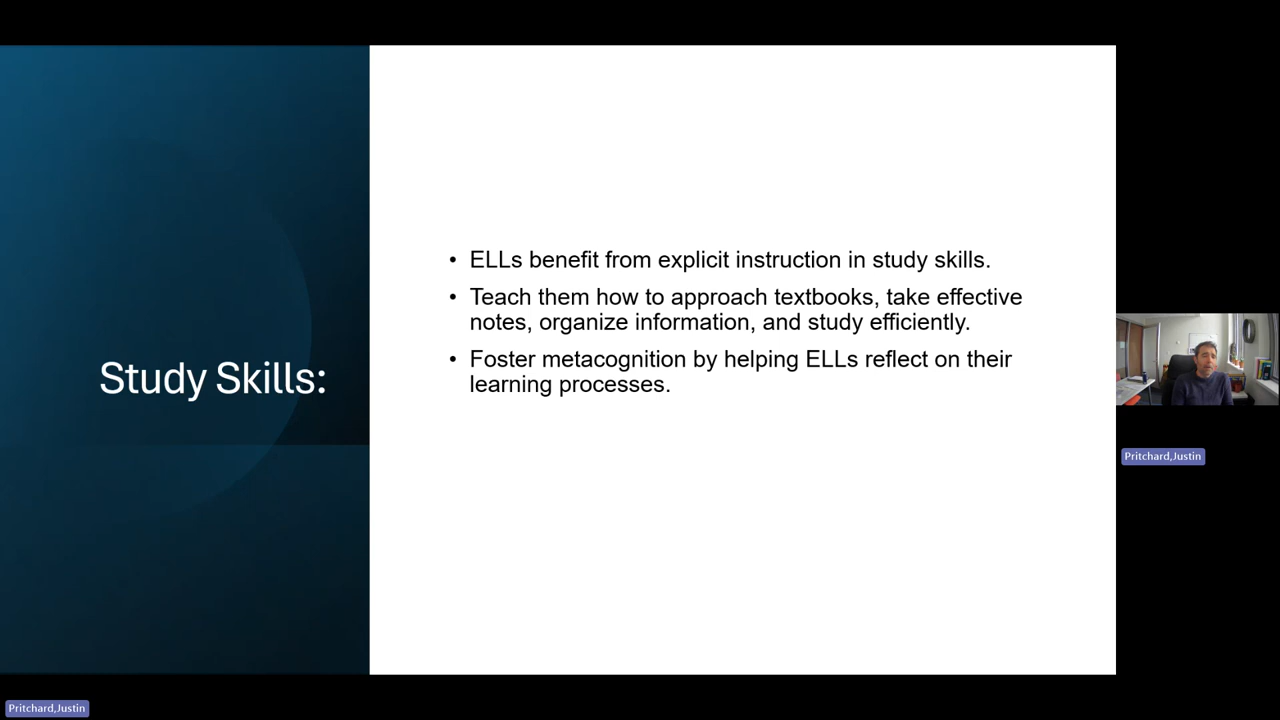 Study Skills:
• ELLs benefit from explicit instruction in study skills.
• Teach them how to approach textbooks, take effective
notes, organize information, and study efficiently.
• Foster metacognition by helping ELLs reflect on their
learning processes.
Pritchard,Justin
Pritchard,Justin